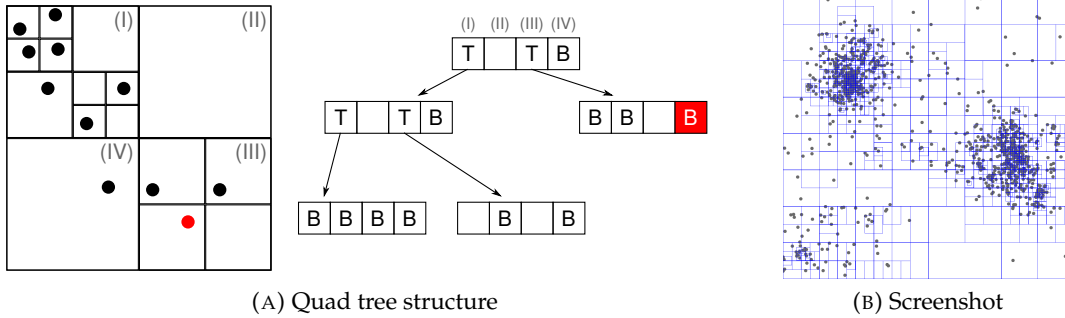 (I) (II)
(IV) (III)
(I) (II) (III) (IV)
T T B
T T B
B B B
B B B B
B B
(A) Quad tree structure
(B) Screenshot